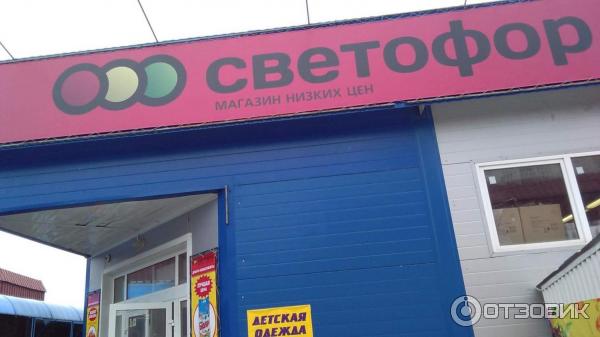 светофор
МАГАЗИН НИЗКИХ ЦЕН
ДЕТСКАЯ
ОДЕЖДА
ОТЗОВИК